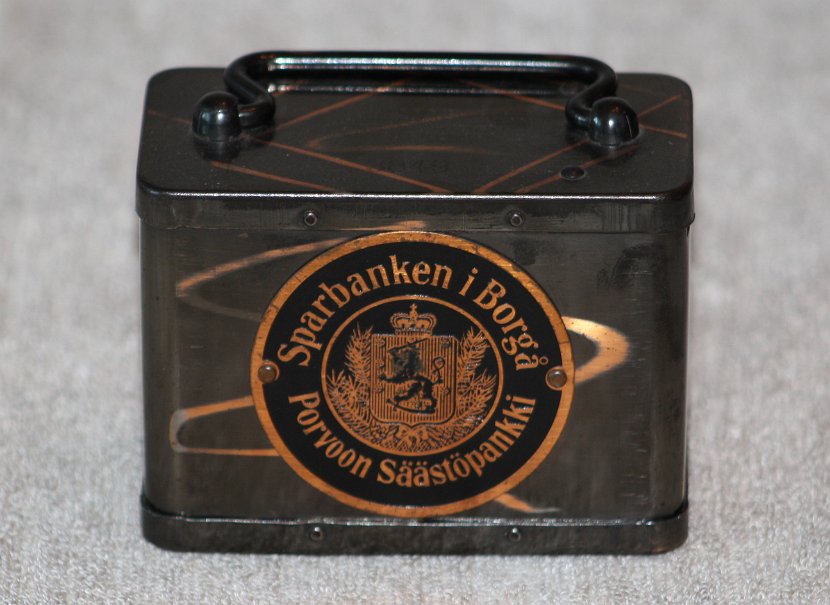 Sparbanken i Borgå
Porvoon Säästöpankki